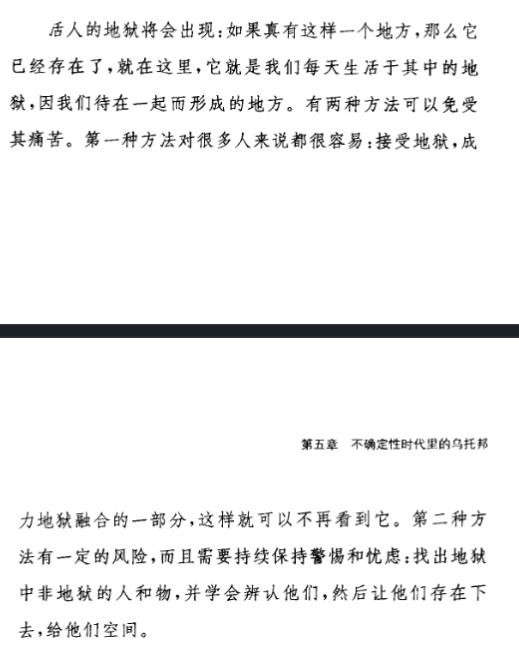 活人的地狱将会出现:如果真有这样一个地方,那么它
已经存在了,就在这里,它就是我们每天生活于其中的地
狱,因我们待在一起而形成的地方。有两种方法可以免受
其痛苦。第一种方法对很多人来说都很容易:接受地狱,成
第五章 不确定性时代里的乌托邦
力地狱融合的一部分,这样就可以不再看到它。第二种方
法有一定的风险,而且需要持续保持警惕和忧虑:找出地狱
中非地狱的人和物,并学会辨认他们,然后让他们存在下
去,给他们空间。